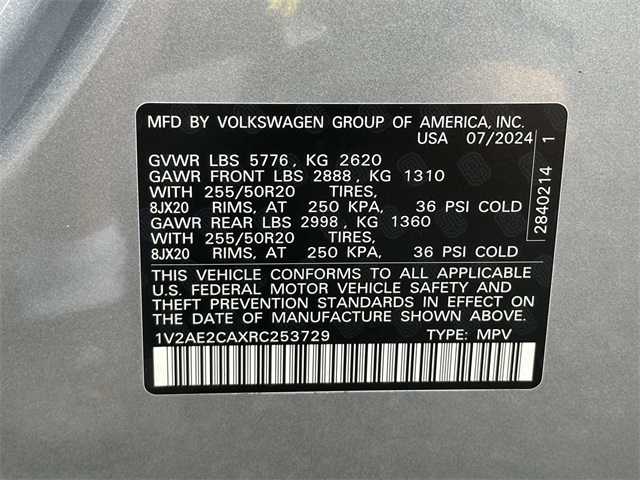 MFD BY VOLKSWAGEN GROUP OF AMERICA, INC.
USA 07/2024
GVWR LBS 5776, KG 2620
GAWR FRONT LBS 2888, KG 1310
WITH 255/50R20 TIRES,
8JX20 RIMS, AT 250 KPA, 36 PSI COLD
GAWR REAR LBS 2998, KG 1360
WITH 255/50R20 TIRES,
8JX20 RIMS, AT 250 KPA, 36 PSI COLD
THIS VEHICLE CONFORMS TO ALL APPLICABLE
U.S. FEDERAL MOTOR VEHICLE SAFETY AND
THEFT PREVENTION STANDARDS IN EFFECT ON
THE DATE OF MANUFACTURE SHOWN ABOVE.
1V2AE2CAXRC253729 TYPE: MPV
2840214 1